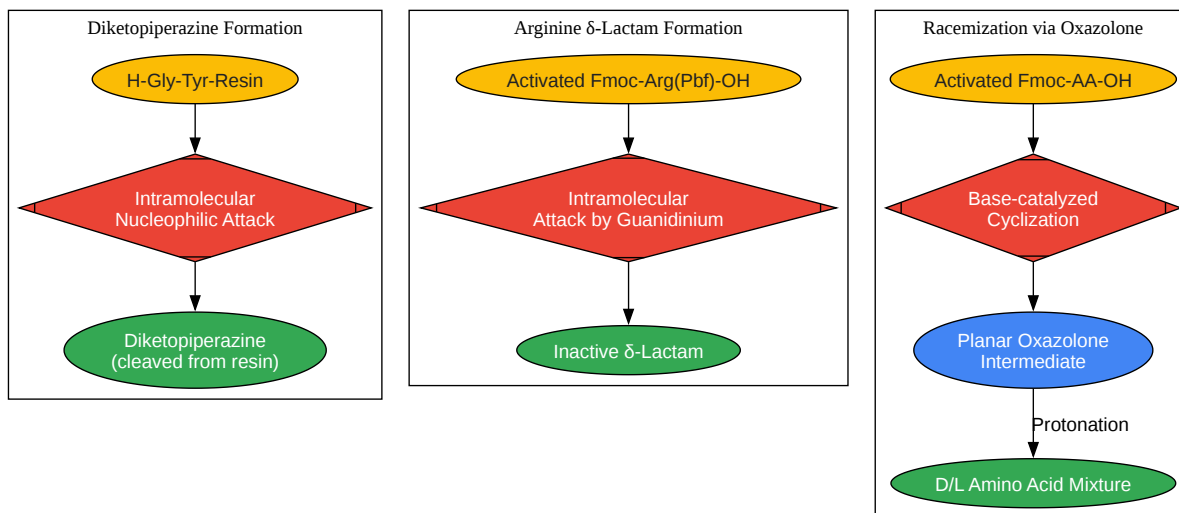 Diketopiperazine Formation
H-Gly-Tyr-Resin
Intramolecular
Nucleophilic Attack
Diketopiperazine
(cleaved from resin)
Arginine δ-Lactam Formation
Activated Fmoc-Arg(Pbf)-OH
Intramolecular
Attack by Guanidinium
Inactive δ-Lactam
Racemization via Oxazolone
Activated Fmoc-AA-OH
Base-catalyzed
Cyclization
Planar Oxazolone
Intermediate
Protonation
D/L Amino Acid Mixture